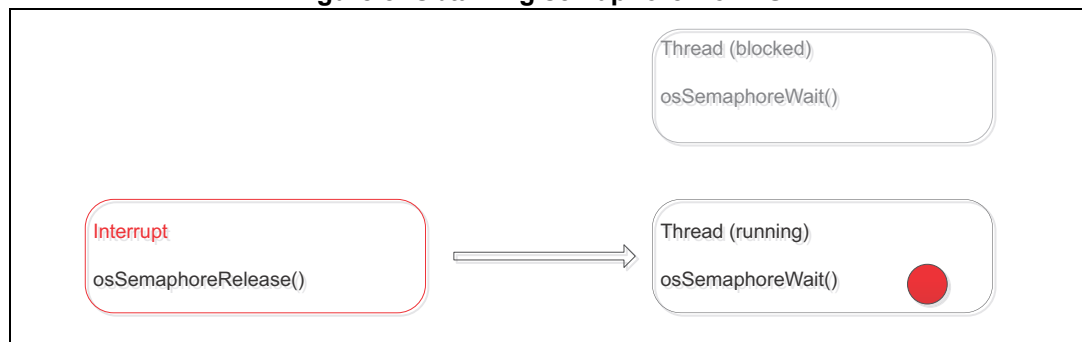 Thread (blocked)
osSemaphoreWait()
Interrupt
osSemaphoreRelease()
Thread (running)
osSemaphoreWait()